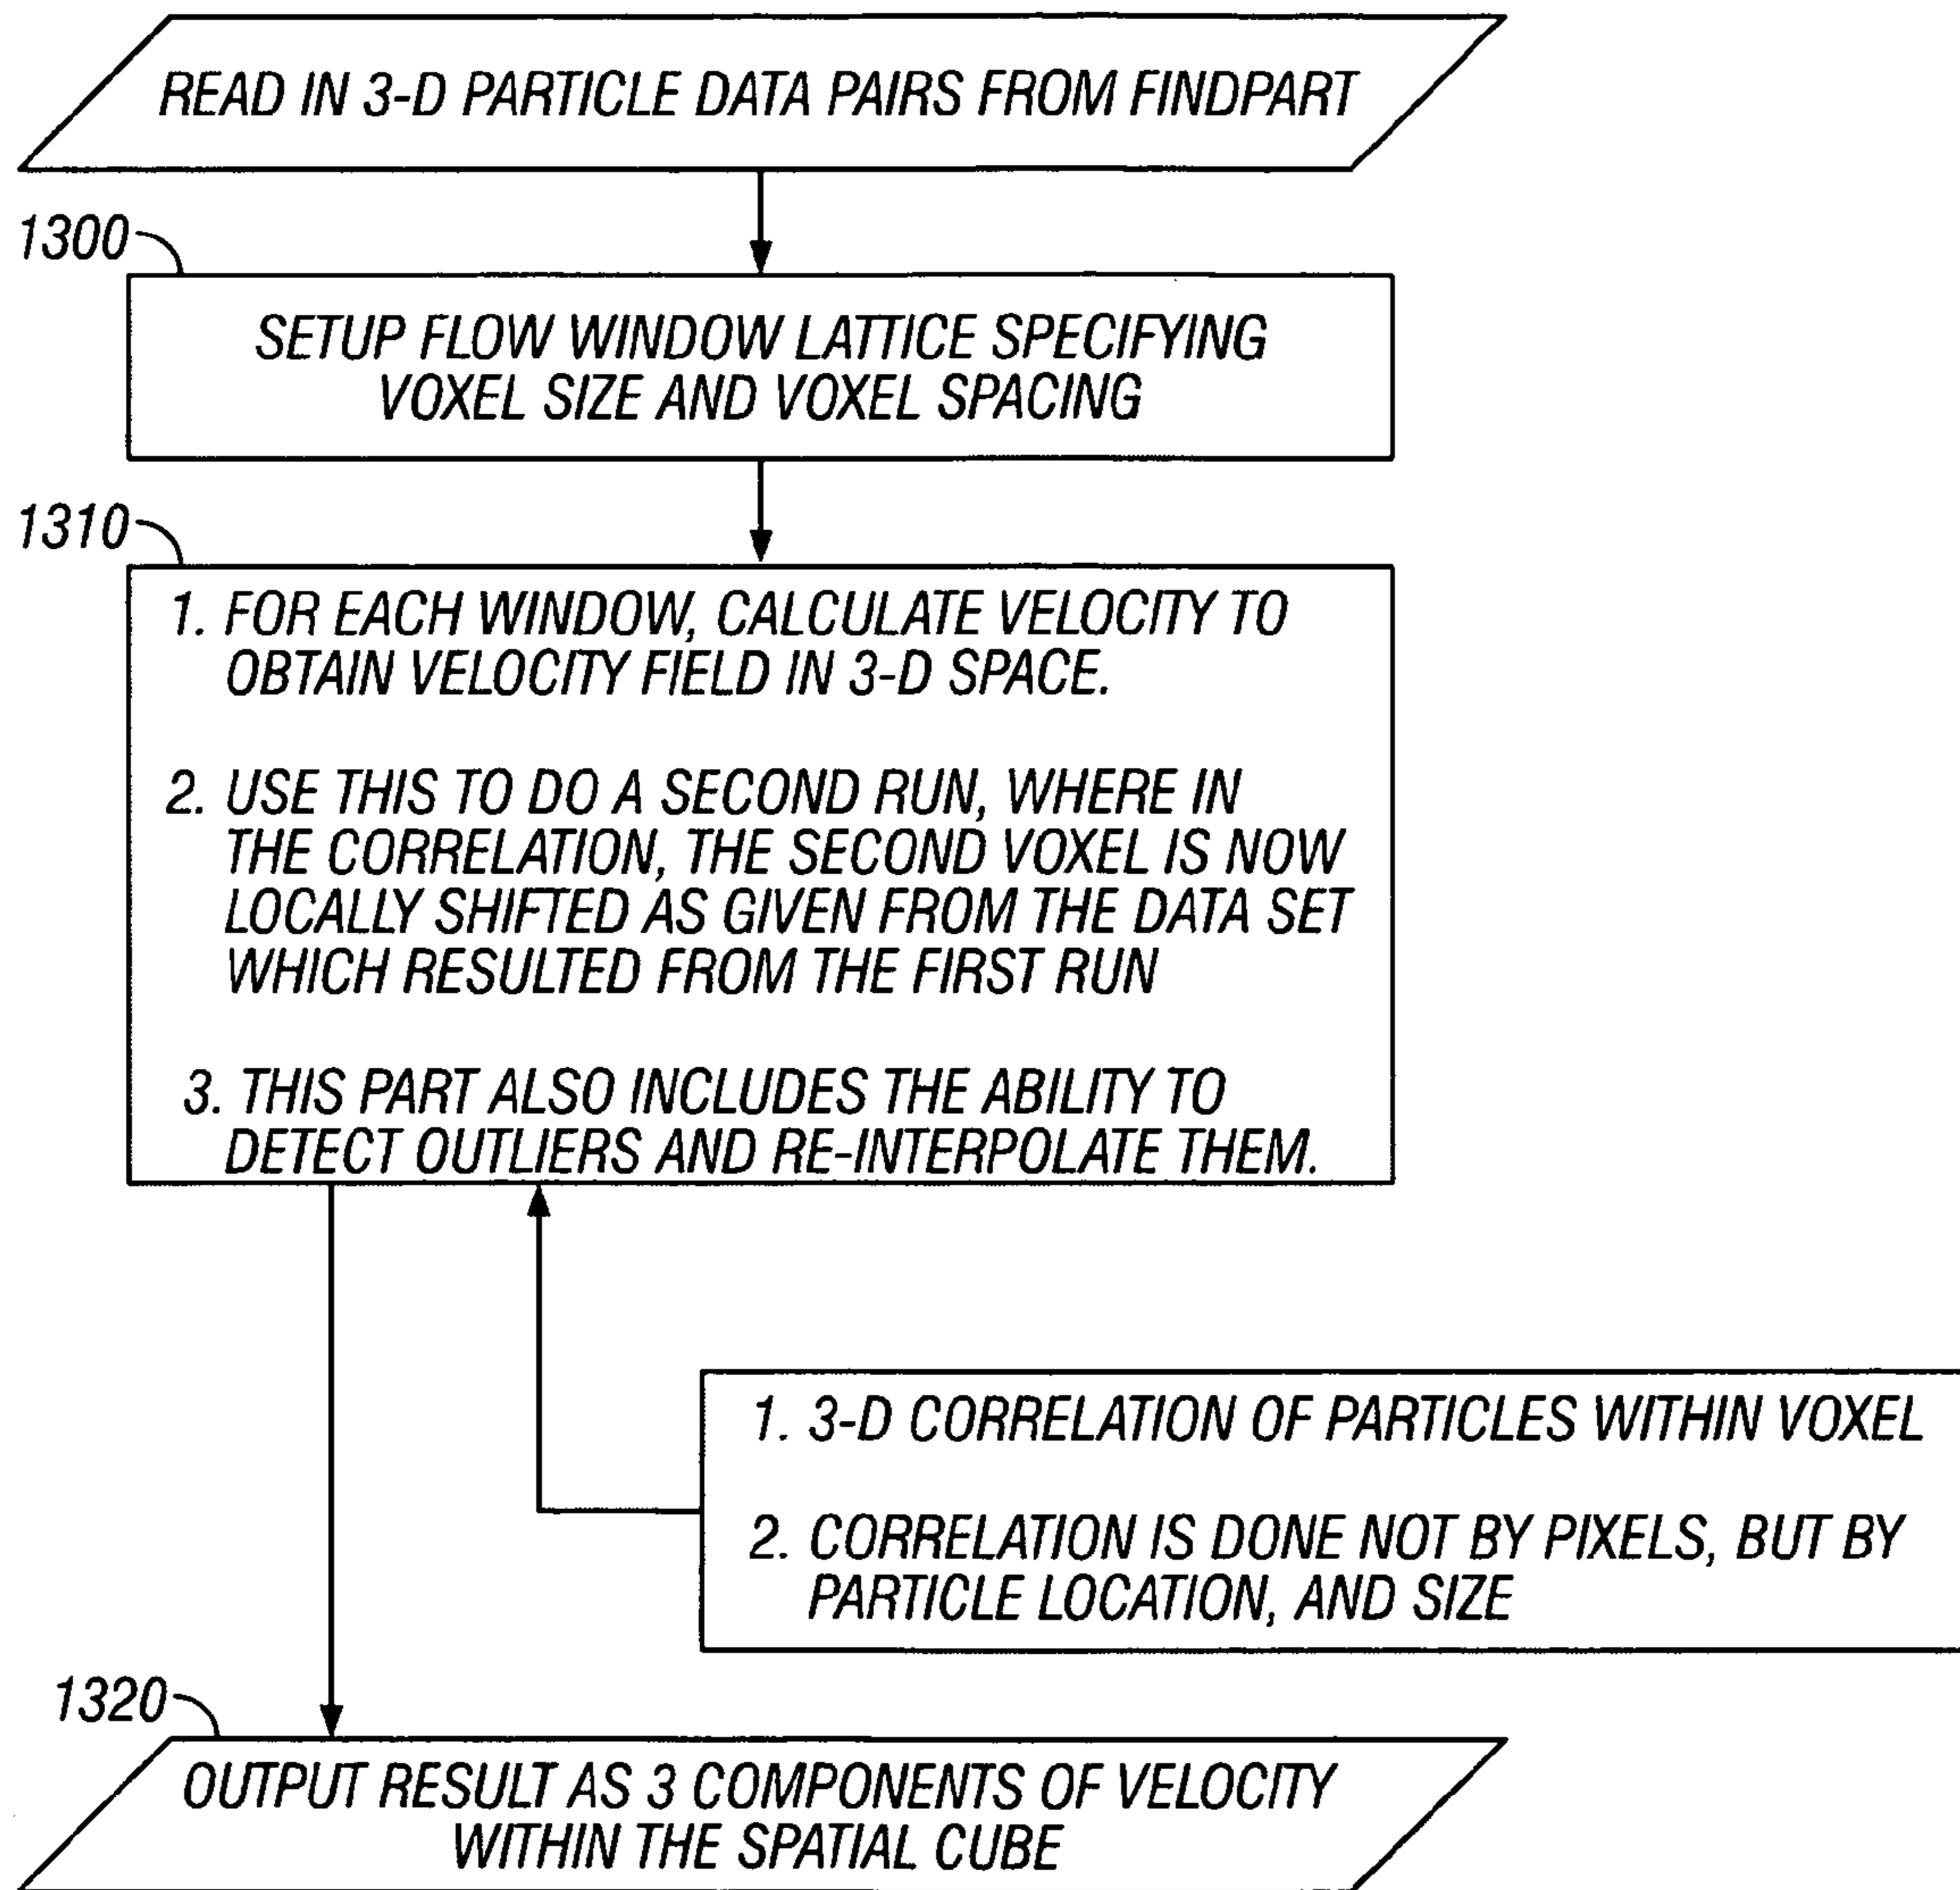 READ IN 3-D PARTICLE DATA PAIRS FROM FINDPART
1300
SETUP FLOW WINDOW LATTICE SPECIFYING
VOXEL SIZE AND VOXEL SPACING
1310
1. FOR EACH WINDOW, CALCULATE VELOCITY TO
OBTAIN VELOCITY FIELD IN 3-D SPACE.
2. USE THIS TO DO A SECOND RUN, WHERE IN
THE CORRELATION, THE SECOND VOXEL IS NOW
LOCALLY SHIFTED AS GIVEN FROM THE DATA SET
WHICH RESULTED FROM THE FIRST RUN
3. THIS PART ALSO INCLUDES THE ABILITY TO
DETECT OUTLIERS AND RE-INTERPOLATE THEM.
1. 3-D CORRELATION OF PARTICLES WITHIN VOXEL
2. CORRELATION IS DONE NOT BY PIXELS, BUT BY
PARTICLE LOCATION, AND SIZE
1320
OUTPUT RESULT AS 3 COMPONENTS OF VELOCITY
WITHIN THE SPATIAL CUBE